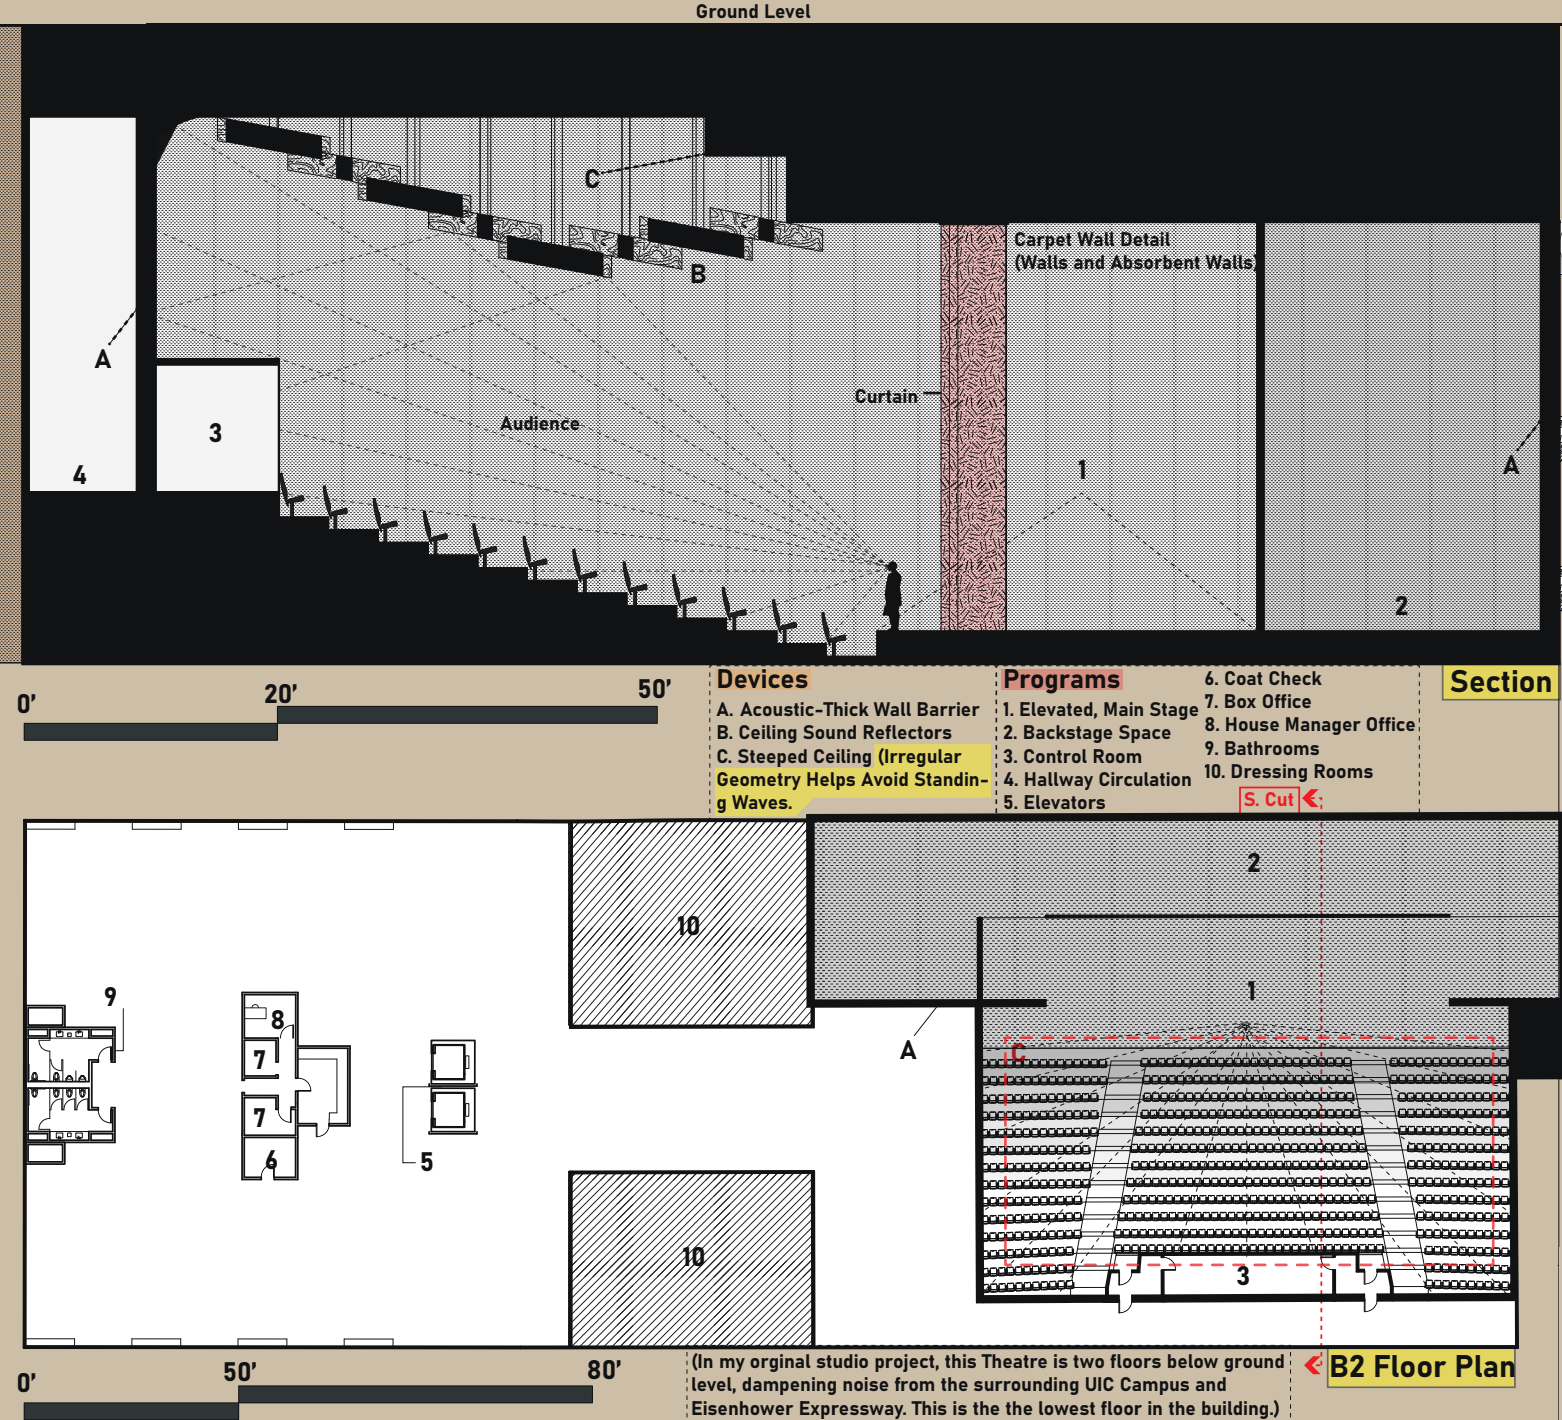 Ground Level
C
Carpet Wall Detail
(Walls and Absorbent Walls)
B
A
Curtain
Audience
3
4
1
A
2
0'
20'
50'
Devices
A. Acoustic-Thick Wall Barrier
B. Ceiling Sound Reflectors
C. Steeped Ceiling (Irregular
Geometry Helps Avoid Standin-
g Waves.
Programs
1. Elevated, Main Stage
2. Backstage Space
3. Control Room
4. Hallway Circulation
5. Elevators
6. Coat Check
7. Box Office
8. House Manager Office
9. Bathrooms
10. Dressing Rooms
Section
S. Cut
2
10
9
8
7
7
6
5
1
A
C
10
3
0'
50'
80'
(In my orginal studio project, this Theatre is two floors below ground
level, dampening noise from the surrounding UIC Campus and
Eisenhower Expressway. This is the the lowest floor in the building.)
B2 Floor Plan